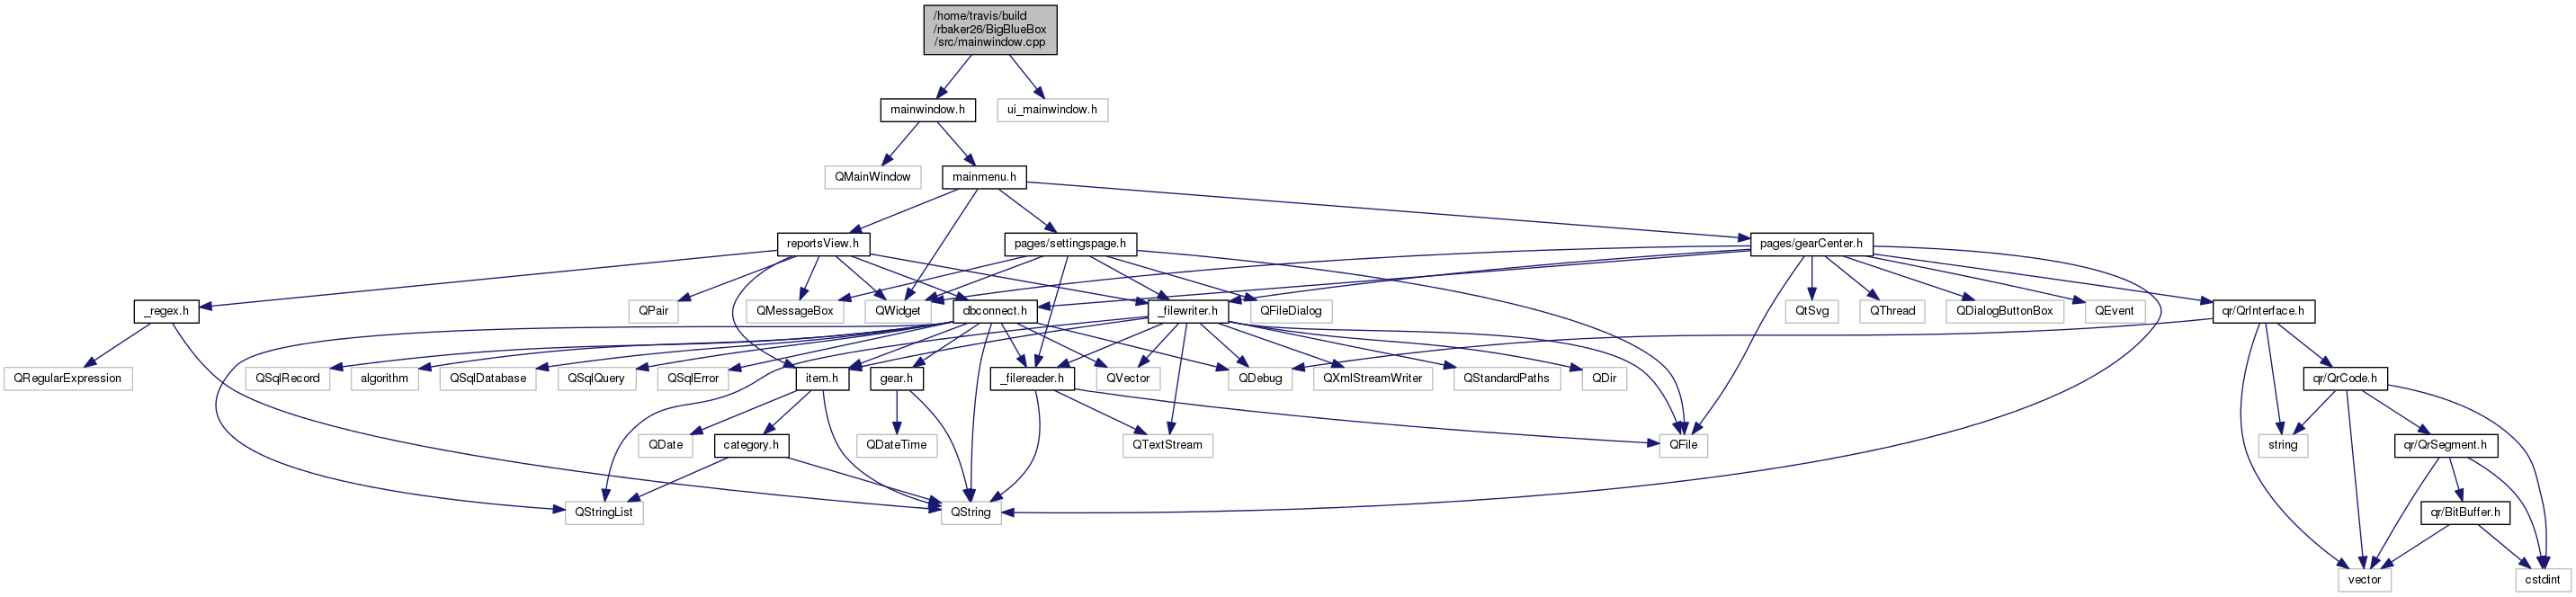 /home/travis/build
/rbaker26/BigBlueBox
/src/mainwindow.cpp
mainwindow.h
ui_mainwindow.h
QMainWindow
mainmenu.h
reportsView.h
pages/settingspage.h
pages/gearCenter.h
_regex.h
QPair
QMessageBox
QWidget
dbconnect.h
_filewriter.h
QFileDialog
QtSvg
QThread
QDialogButtonBox
QEvent
qr/QrInterface.h
QRegularExpression
QSqlRecord
algorithm
QSqlDatabase
QSqlQuery
QSqlError
item.h
gear.h
_filereader.h
QVector
QDebug
QXmlStreamWriter
QStandardPaths
QDir
qr/QrCode.h
QDate
category.h
QDateTime
QTextStream
QFile
string
qr/QrSegment.h
QStringList
QString
qr/BitBuffer.h
vector
cstdint